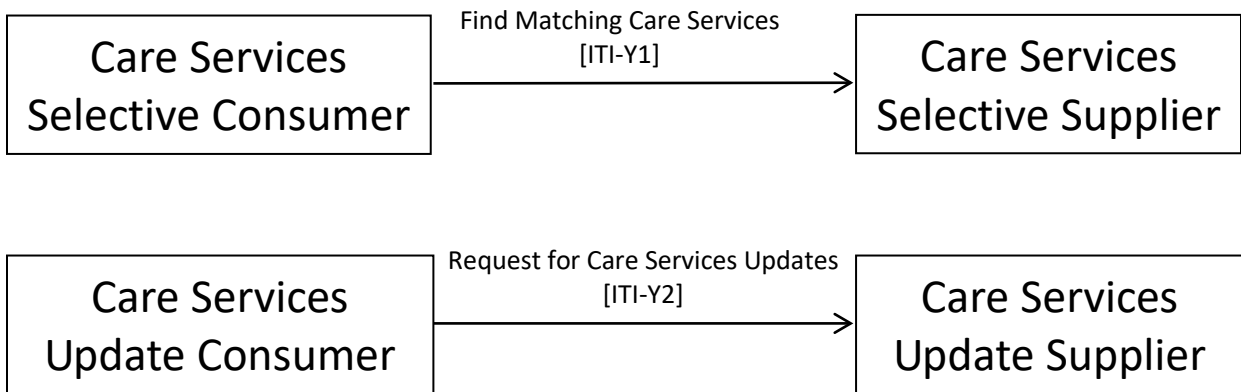 Find Matching Care Services
[ITI-Y1]
Care Services
Selective Consumer
Care Services
Selective Supplier
Request for Care Services Updates
[ITI-Y2]
Care Services
Update Consumer
Care Services
Update Supplier